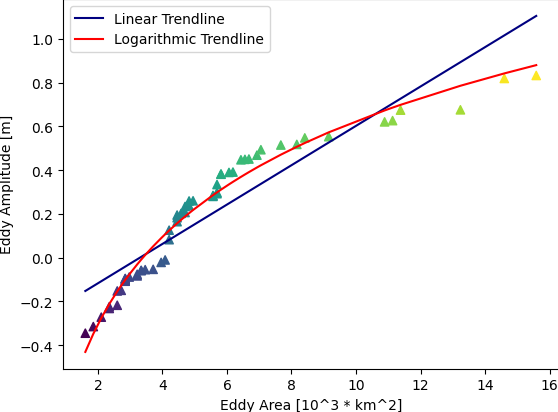 Linear Trendline
Logarithmic Trendline
Eddy Amplitude [m]
1.0
0.8
0.6
0.4
0.2
0.0
−0.2
−0.4
2 4 6 8 10 12 14 16
Eddy Area [10^3 * km^2]